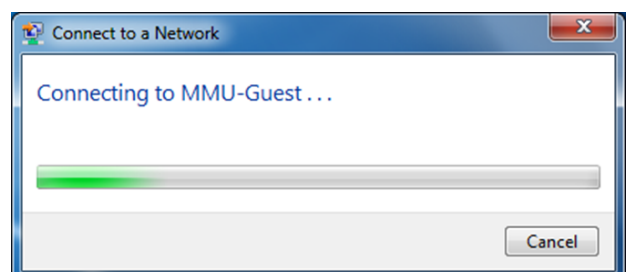 Connect to a Network
Connecting to MMU-Guest . . .
Cancel